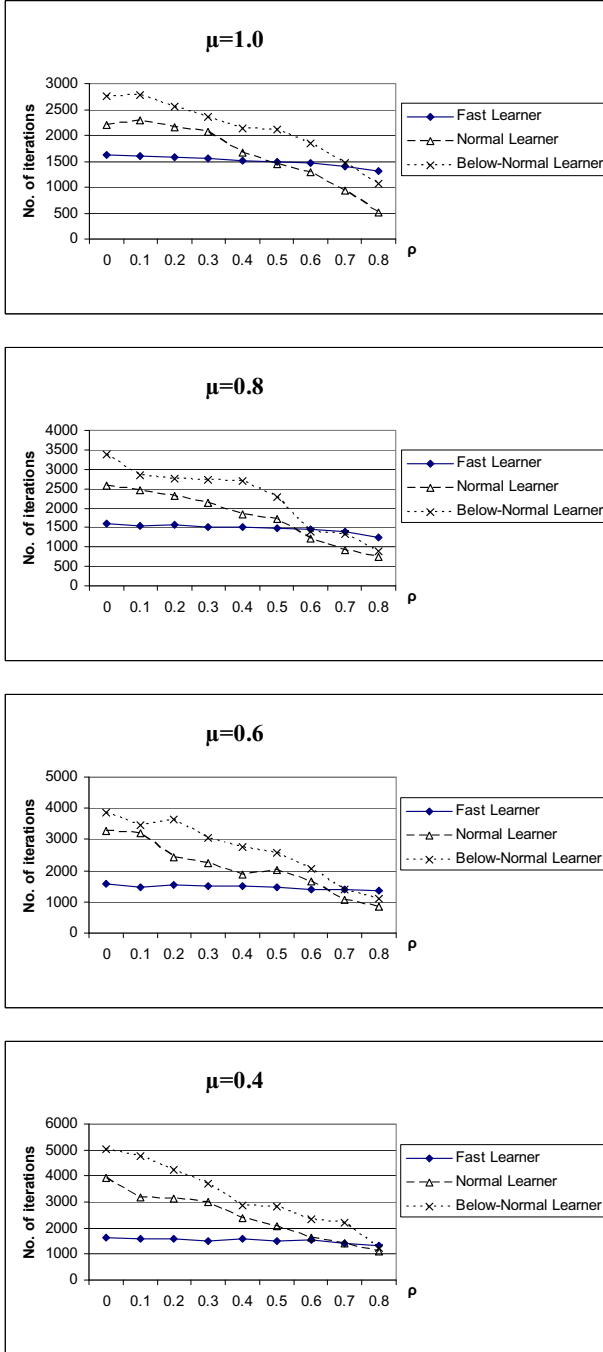 μ=1.0
3000
2500
2000
1500
1000
500
0
No. of iterations
0 0.1 0.2 0.3 0.4 0.5 0.6 0.7 0.8
ρ
Fast Learner
Normal Learner
Below-Normal Learner
μ=0.8
4000
3500
3000
2500
2000
1500
1000
500
0
No. of iterations
0 0.1 0.2 0.3 0.4 0.5 0.6 0.7 0.8
ρ
Fast Learner
Normal Learner
Below-Normal Learner
μ=0.6
5000
4000
3000
2000
1000
0
No. of iterations
0 0.1 0.2 0.3 0.4 0.5 0.6 0.7 0.8
ρ
Fast Learner
Normal Learner
Below-Normal Learner
μ=0.4
6000
5000
4000
3000
2000
1000
0
No. of iterations
0 0.1 0.2 0.3 0.4 0.5 0.6 0.7 0.8
ρ
Fast Learner
Normal Learner
Below-Normal Learner